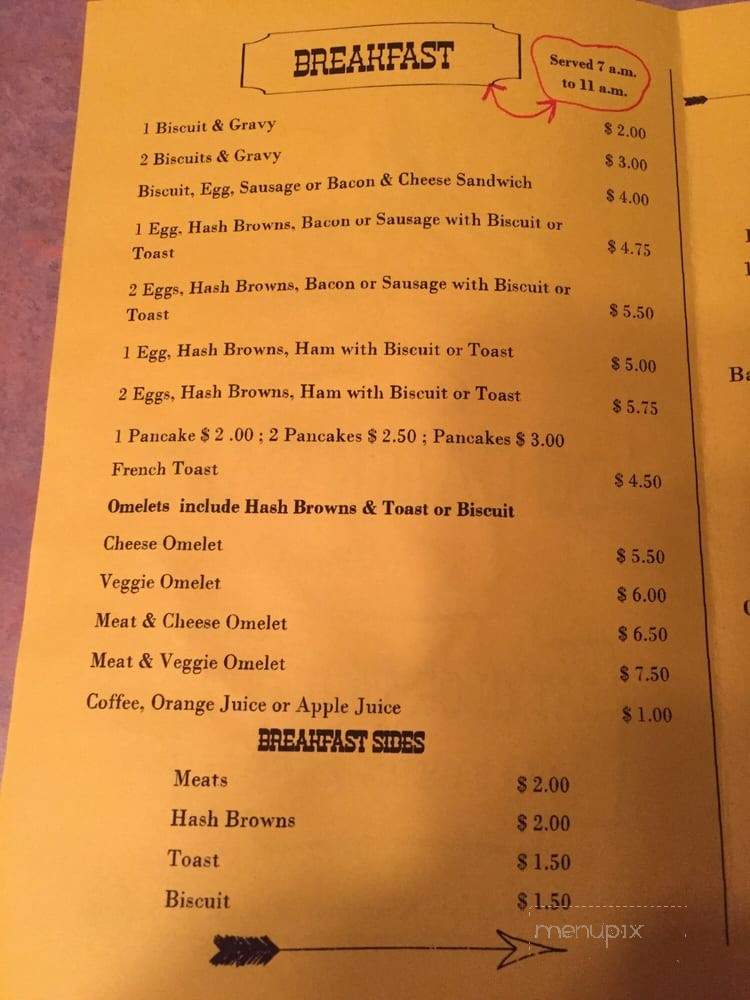 BREAKFAST
Served 7 a.m.
to 11 a.m.
1 Biscuit & Gravy $ 2.00
2 Biscuits & Gravy $ 3.00
Biscuit, Egg, Sausage or Bacon & Cheese Sandwich $ 4.00
1 Egg, Hash Browns, Bacon or Sausage with Biscuit or
Toast $ 4.75
2 Eggs, Hash Browns, Bacon or Sausage with Biscuit or
Toast $ 5.50
1 Egg, Hash Browns, Ham with Biscuit or Toast $ 5.00
2 Eggs, Hash Browns, Ham with Biscuit or Toast $ 5.75
1 Pancake $ 2 .00 ; 2 Pancakes $ 2.50 ; Pancakes $ 3.00
French Toast $ 4.50
Omelets include Hash Browns & Toast or Biscuit
Cheese Omelet $ 5.50
Veggie Omelet $ 6.00
Meat & Cheese Omelet $ 6.50
Meat & Veggie Omelet $ 7.50
Coffee, Orange Juice or Apple Juice $ 1.00
BREAKFAST SIDES
Meats $ 2.00
Hash Browns $ 2.00
Toast $ 1.50
Biscuit $ 1.50
menupix